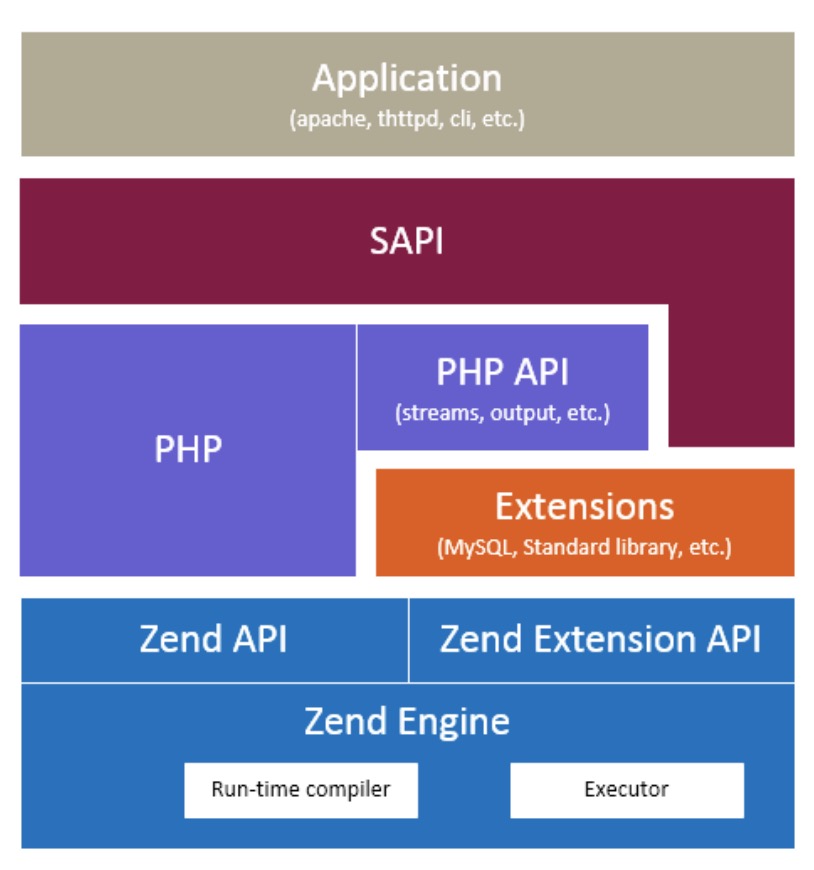 Application
(apache, thttpd, cli, etc.)
SAPI
PHP API
(streams, output, etc.)
PHP
Extensions
(MySQL, Standard library, etc.)
Zend API
Zend Extension API
Zend Engine
Run-time compiler
Executor